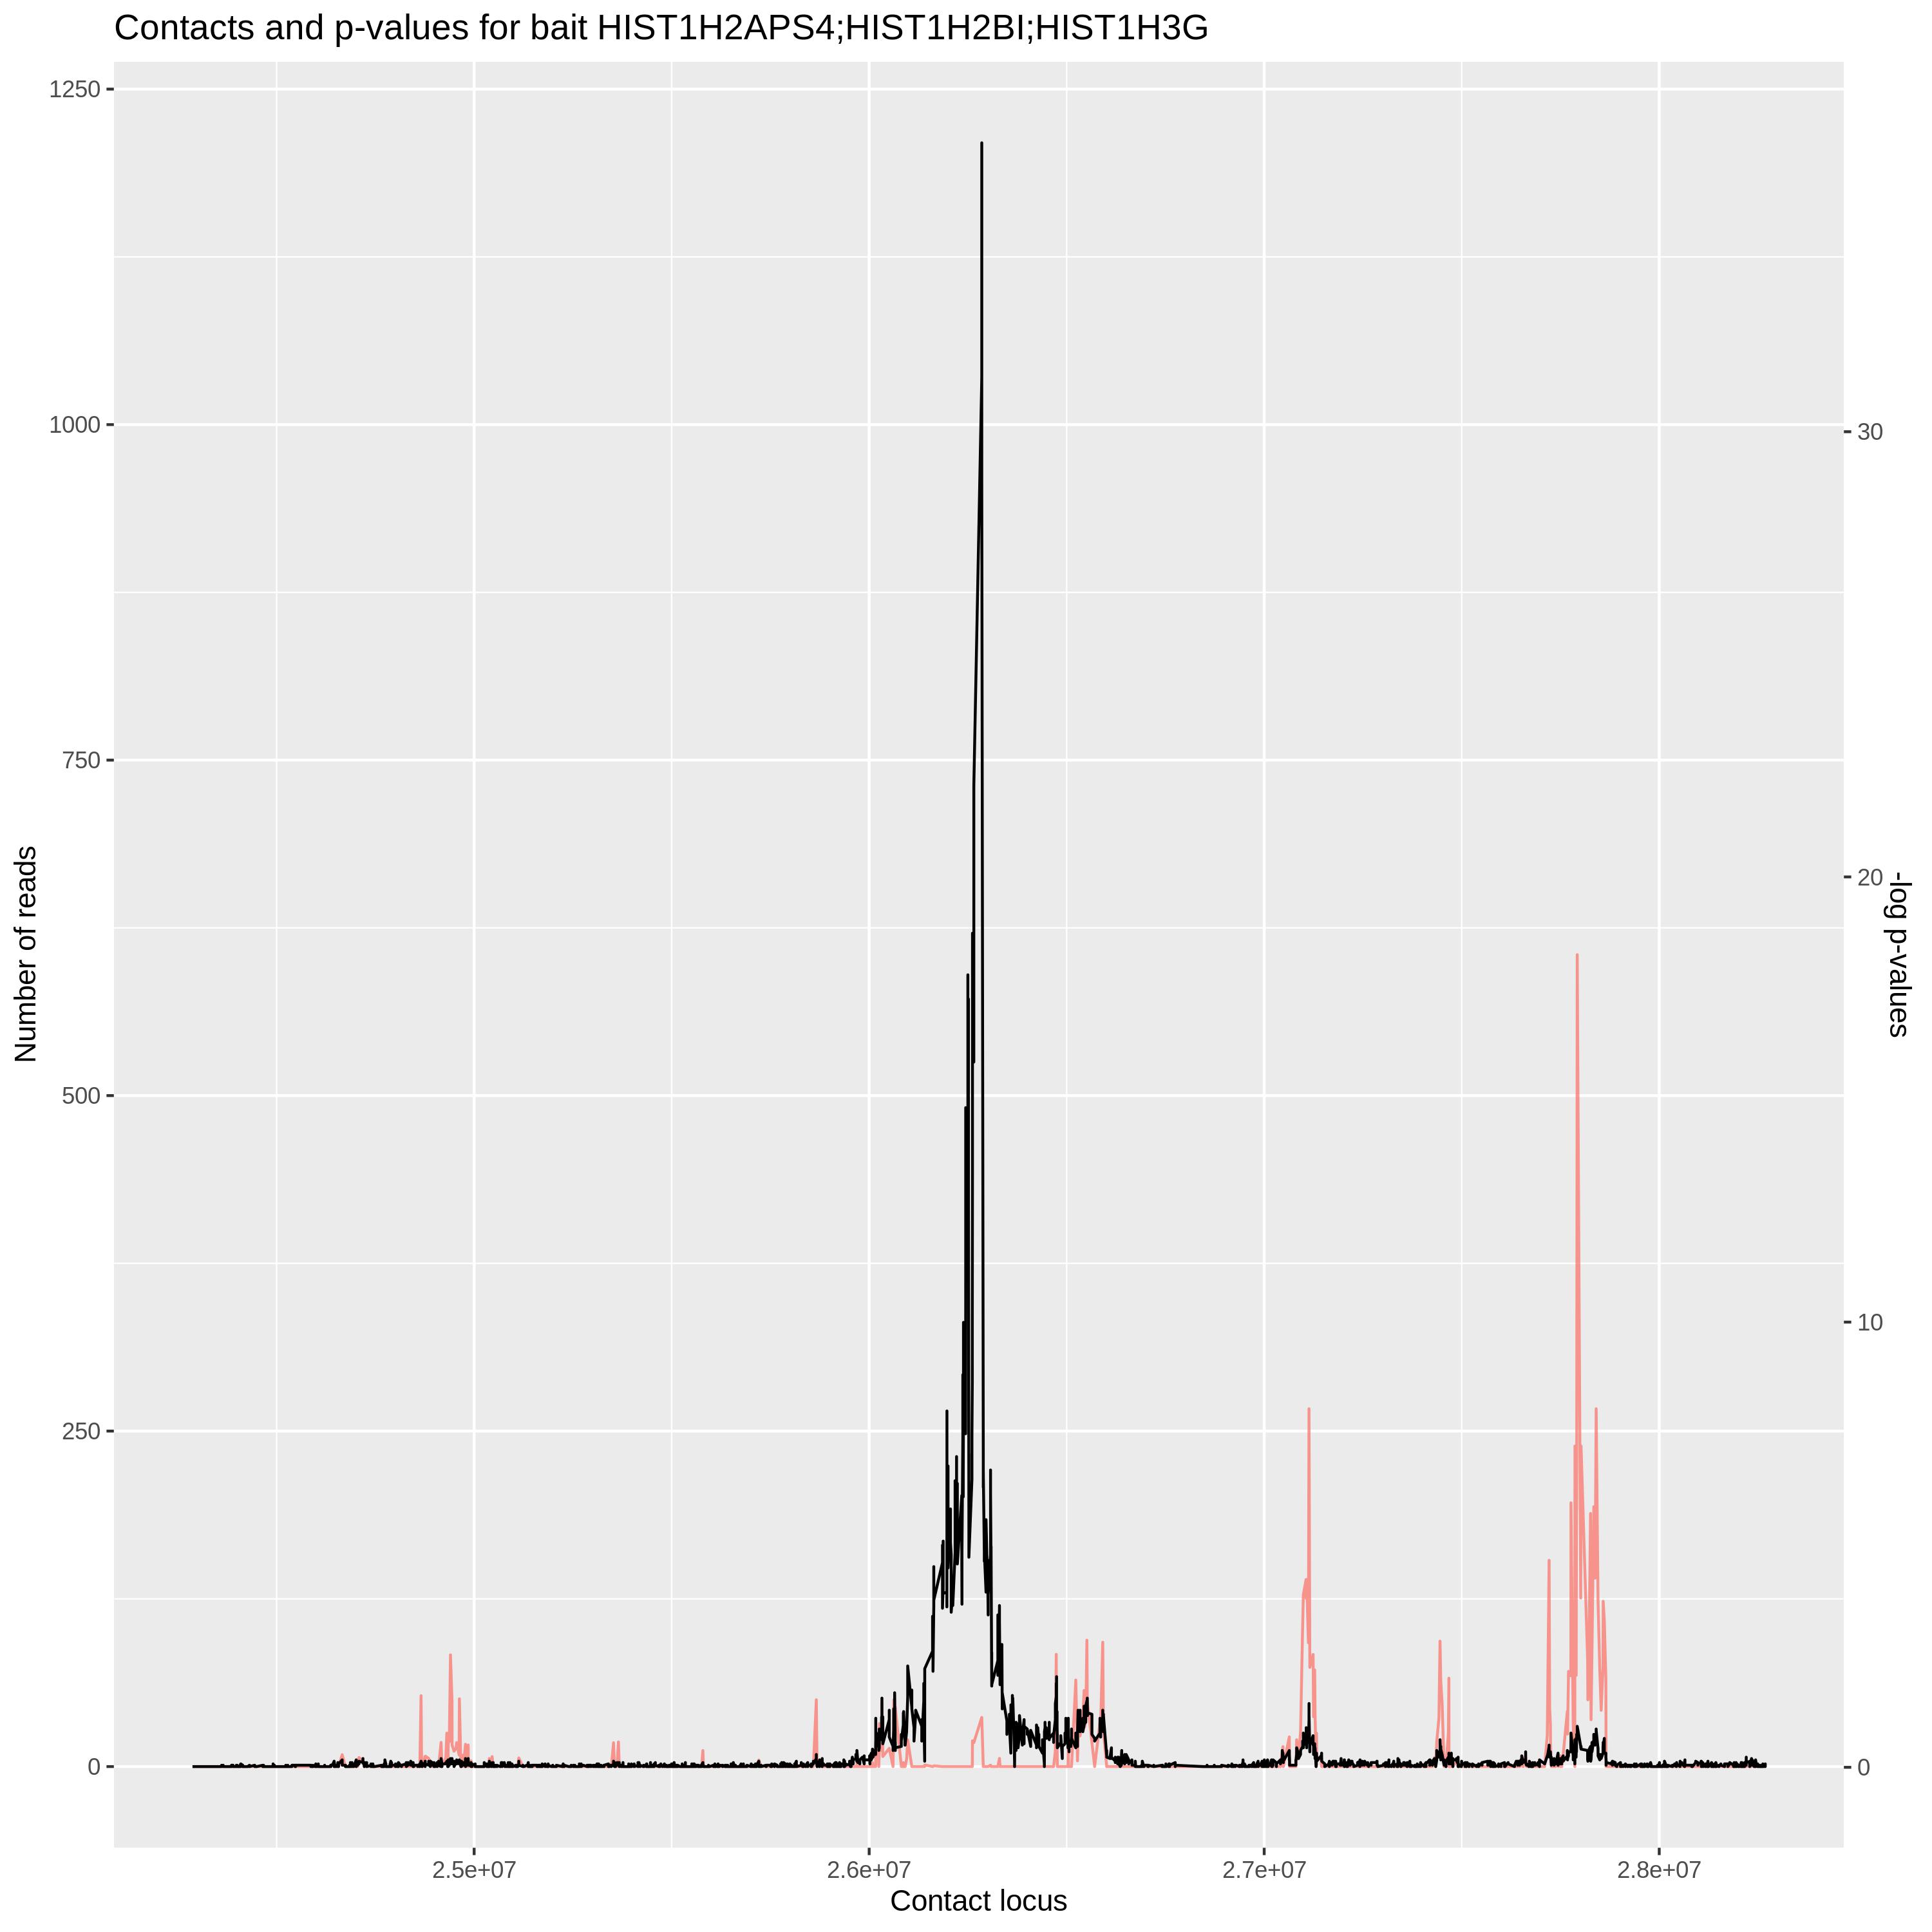 Contacts and p-values for bait HIST1H2APS4;HIST1H2BI;HIST1H3G
1250
1000
750
500
250
0
Number of reads
30
20
10
0
-log p-values
2.5e+07
2.6e+07
2.7e+07
2.8e+07
Contact locus